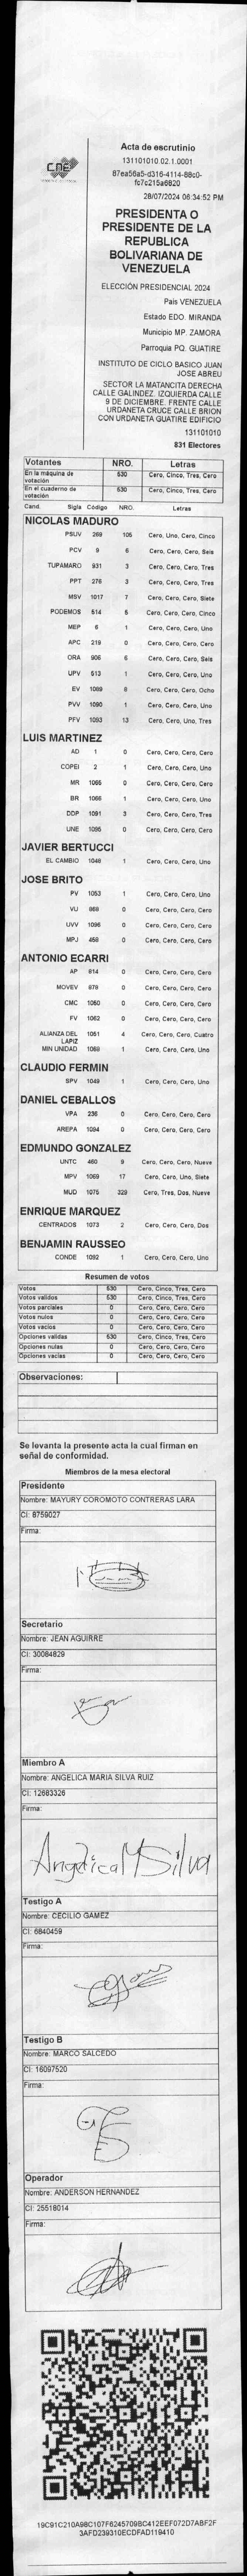 CNE
Acta de escrutinio
131101010.02.1.0001
87ea56a5-d316-4114-88c0-
fc7c215a6620
28/07/2024 06:34:52 PM
PRESIDENTA O
PRESIDENTE DE LA
REPUBLICA
BOLIVARIANA DE
VENEZUELA
ELECCIÓN PRESIDENCIAL 2024
País VENEZUELA
Estado EDO. MIRANDA
Municipio MP. ZAMORA
Parroquia PQ. GUATIRE
INSTITUTO DE CICLO BASICO JUAN
JOSE ABREU
SECTOR LA MATANCITA DERECHA
CALLE GALINDEZ. IZQUIERDA CALLE
9 DE DICIEMBRE. FRENTE CALLE
URDANETA CRUCE CALLE BRION
CON URDANETA GUATIRE EDIFICIO
131101010
831 Electores
Votantes NRO. Letras
En la máquina de votación 530 Cero, Cinco, Tres, Cero
En el cuaderno de votación 530 Cero, Cinco, Tres, Cero
Cand. Sigla Código NRO. Letras
NICOLAS MADURO
PSUV 269 105 Cero, Uno, Cero, Cinco
PCV 9 6 Cero, Cero, Cero, Seis
TUPAMARO 931 3 Cero, Cero, Cero, Tres
PPT 276 3 Cero, Cero, Cero, Tres
MSV 1017 7 Cero, Cero, Cero, Siete
PODEMOS 514 5 Cero, Cero, Cero, Cinco
MEP 6 1 Cero, Cero, Cero, Uno
APC 219 0 Cero, Cero, Cero, Cero
ORA 906 6 Cero, Cero, Cero, Seis
UPV 513 1 Cero, Cero, Cero, Uno
EV 1089 8 Cero, Cero, Cero, Ocho
PVV 1090 1 Cero, Cero, Cero, Uno
PFV 1093 13 Cero, Cero, Uno, Tres
LUIS MARTINEZ
AD 1 0 Cero, Cero, Cero, Cero
COPEI 2 1 Cero, Cero, Cero, Uno
MR 1065 0 Cero, Cero, Cero, Cero
BR 1066 1 Cero, Cero, Cero, Uno
DDP 1091 3 Cero, Cero, Cero, Tres
UNE 1095 0 Cero, Cero, Cero, Cero
JAVIER BERTUCCI
EL CAMBIO 1048 1 Cero, Cero, Cero, Uno
JOSE BRITO
PV 1053 1 Cero, Cero, Cero, Uno
VU 968 0 Cero, Cero, Cero, Cero
UVV 1096 0 Cero, Cero, Cero, Cero
MPJ 458 0 Cero, Cero, Cero, Cero
ANTONIO ECARRI
AP 814 0 Cero, Cero, Cero, Cero
MOVEV 878 0 Cero, Cero, Cero, Cero
CMC 1050 0 Cero, Cero, Cero, Cero
FV 1062 0 Cero, Cero, Cero, Cero
ALIANZA DEL LAPIZ 1051 4 Cero, Cero, Cero, Cuatro
MIN UNIDAD 1069 1 Cero, Cero, Cero, Uno
CLAUDIO FERMIN
SPV 1049 1 Cero, Cero, Cero, Uno
DANIEL CEBALLOS
VPA 236 0 Cero, Cero, Cero, Cero
AREPA 1094 0 Cero, Cero, Cero, Cero
EDMUNDO GONZALEZ
UNTC 460 9 Cero, Cero, Cero, Nueve
MPV 1069 17 Cero, Cero, Uno, Siete
MUD 1075 329 Cero, Tres, Dos, Nueve
ENRIQUE MARQUEZ
CENTRADOS 1073 2 Cero, Cero, Cero, Dos
BENJAMIN RAUSSEO
CONDE 1092 1 Cero, Cero, Cero, Uno
Resumen de votos
Votos 530 Cero, Cinco, Tres, Cero
Votos validos 530 Cero, Cinco, Tres, Cero
Votos parciales 0 Cero, Cero, Cero, Cero
Votos nulos 0 Cero, Cero, Cero, Cero
Votos vacios 0 Cero, Cero, Cero, Cero
Opciones validas 530 Cero, Cinco, Tres, Cero
Opciones nulas 0 Cero, Cero, Cero, Cero
Opciones vacias 0 Cero, Cero, Cero, Cero
Observaciones:
Se levanta la presente acta la cual firman en
señal de conformidad.
Miembros de la mesa electoral
Presidente
Nombre: MAYURY COROMOTO CONTRERAS LARA
CI: 8759027
Firma:
Secretario
Nombre: JEAN AGUIRRE
CI: 30084829
Firma:
Miembro A
Nombre: ANGELICA MARIA SILVA RUIZ
CI: 12683326
Firma:
Angelica M Silva
Testigo A
Nombre: CECILIO GAMEZ
CI: 6840459
Firma:
Testigo B
Nombre: MARCO SALCEDO
CI: 16097520
Firma:
Operador
Nombre: ANDERSON HERNANDEZ
CI: 25518014
Firma:
19C91C210A98C107F6245709BC412EEF072D7ABF2F
3AFD239310ECDFAD119410